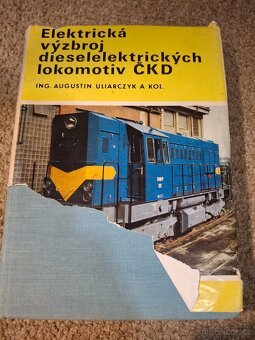 Elektrická
výzbroj
dieselelektrických
lokomotiv ČKD
ING. AUGUSTIN ULIARCZYK A KOL.